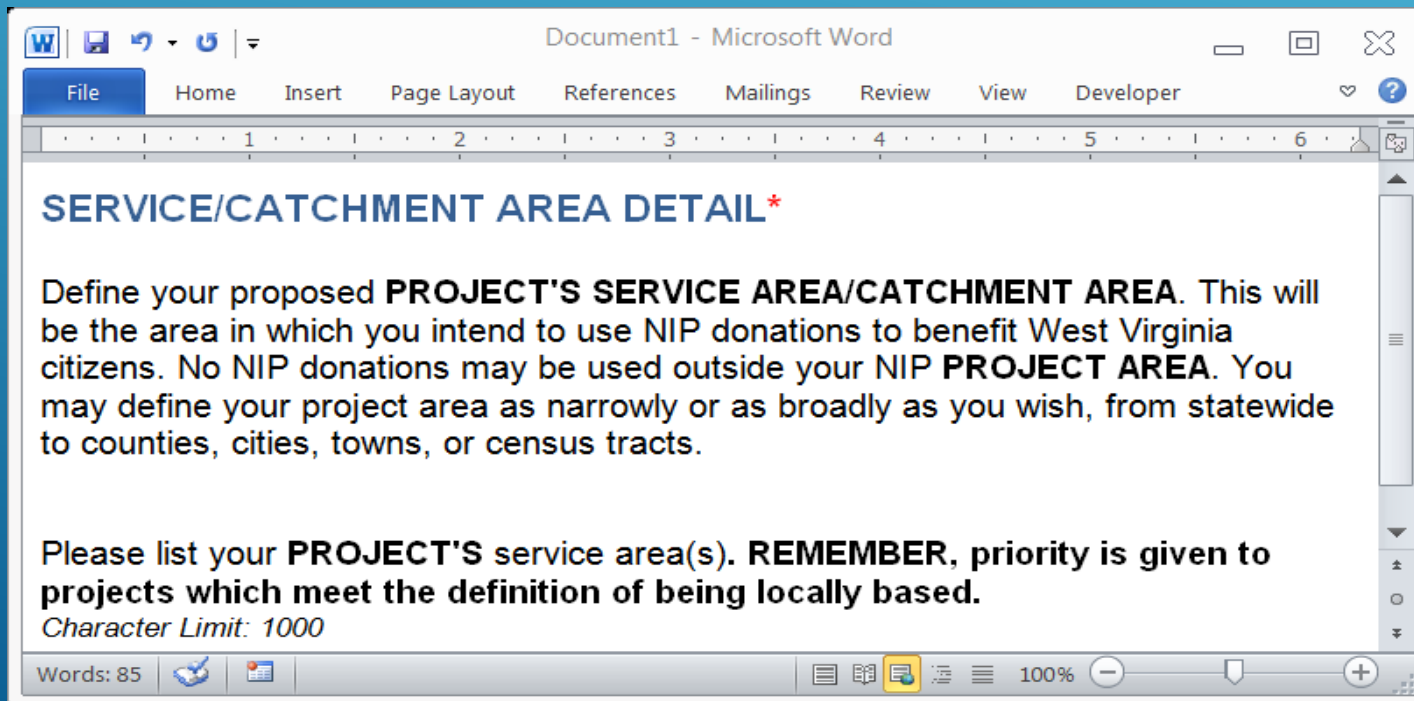 Document1 - Microsoft Word
File Home Insert Page Layout References Mailings Review View Developer
1 2 3 4 5 6
SERVICE/CATCHMENT AREA DETAIL*
Define your proposed PROJECT'S SERVICE AREA/CATCHMENT AREA. This will
be the area in which you intend to use NIP donations to benefit West Virginia
citizens. No NIP donations may be used outside your NIP PROJECT AREA. You
may define your project area as narrowly or as broadly as you wish, from statewide
to counties, cities, towns, or census tracts.
Please list your PROJECT'S service area(s). REMEMBER, priority is given to
projects which meet the definition of being locally based.
Character Limit: 1000
Words: 85 100%